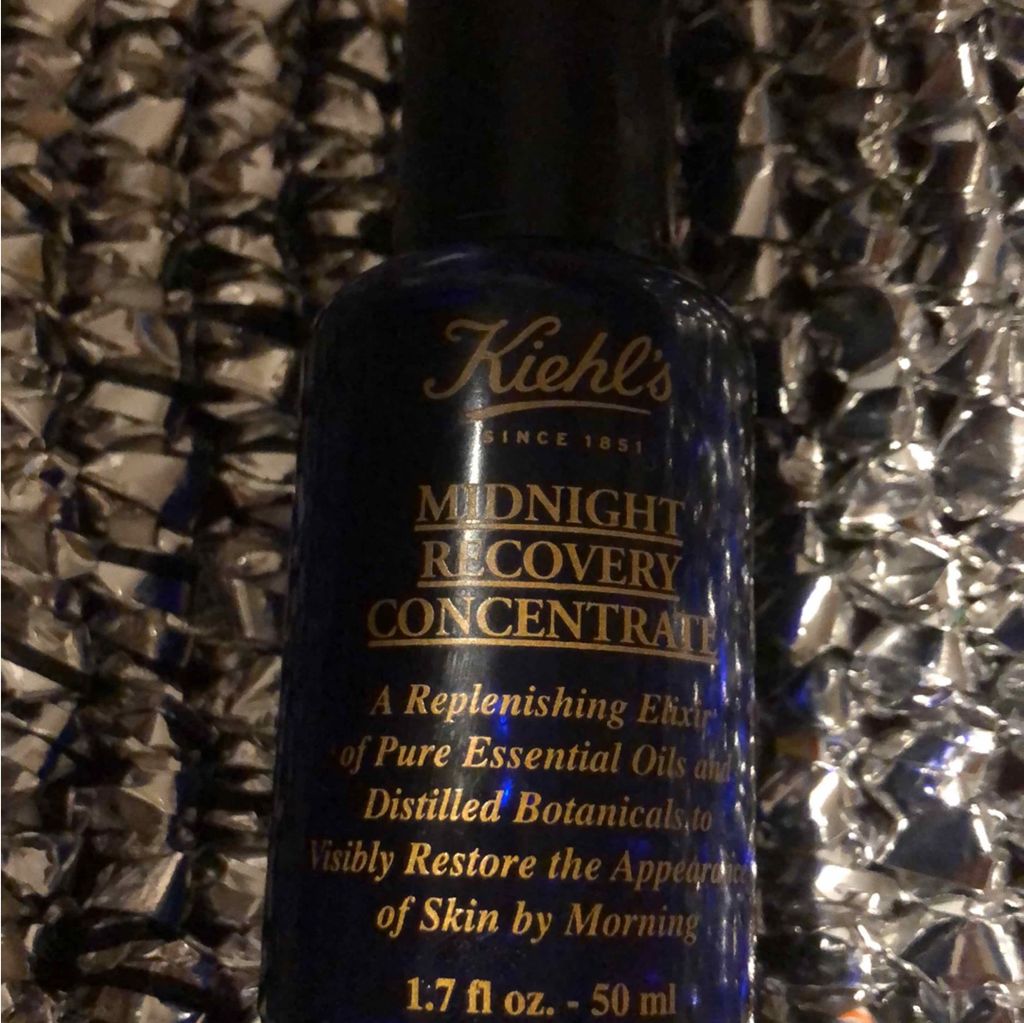 Kiehl's
SINCE 1851
MIDNIGHT
RECOVERY
CONCENTRATE
A Replenishing Elixir
of Pure Essential Oils and
Distilled Botanicals to
Visibly Restore the Appearance
of Skin by Morning
1.7 fl oz. - 50 ml